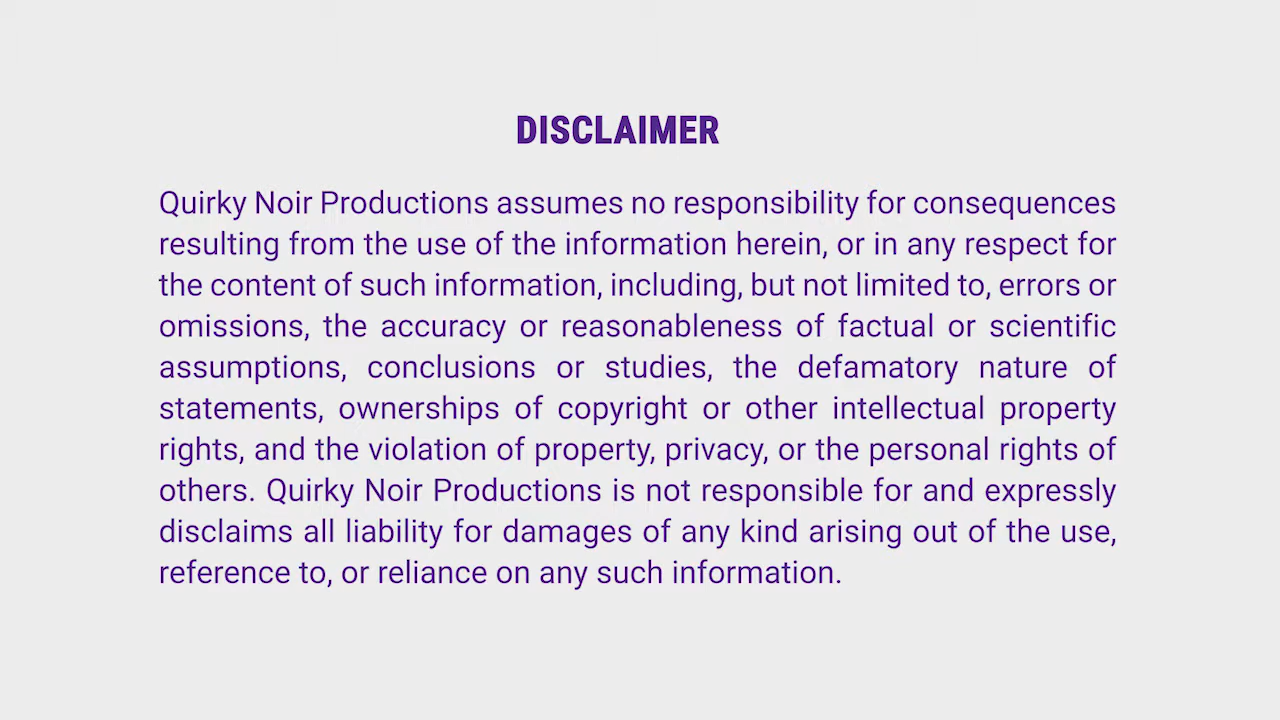 DISCLAIMER
Quirky Noir Productions assumes no responsibility for consequences
resulting from the use of the information herein, or in any respect for
the content of such information, including, but not limited to, errors or
omissions, the accuracy or reasonableness of factual or scientific
assumptions, conclusions or studies, the defamatory nature of
statements, ownerships of copyright or other intellectual property
rights, and the violation of property, privacy, or the personal rights of
others. Quirky Noir Productions is not responsible for and expressly
disclaims all liability for damages of any kind arising out of the use,
reference to, or reliance on any such information.